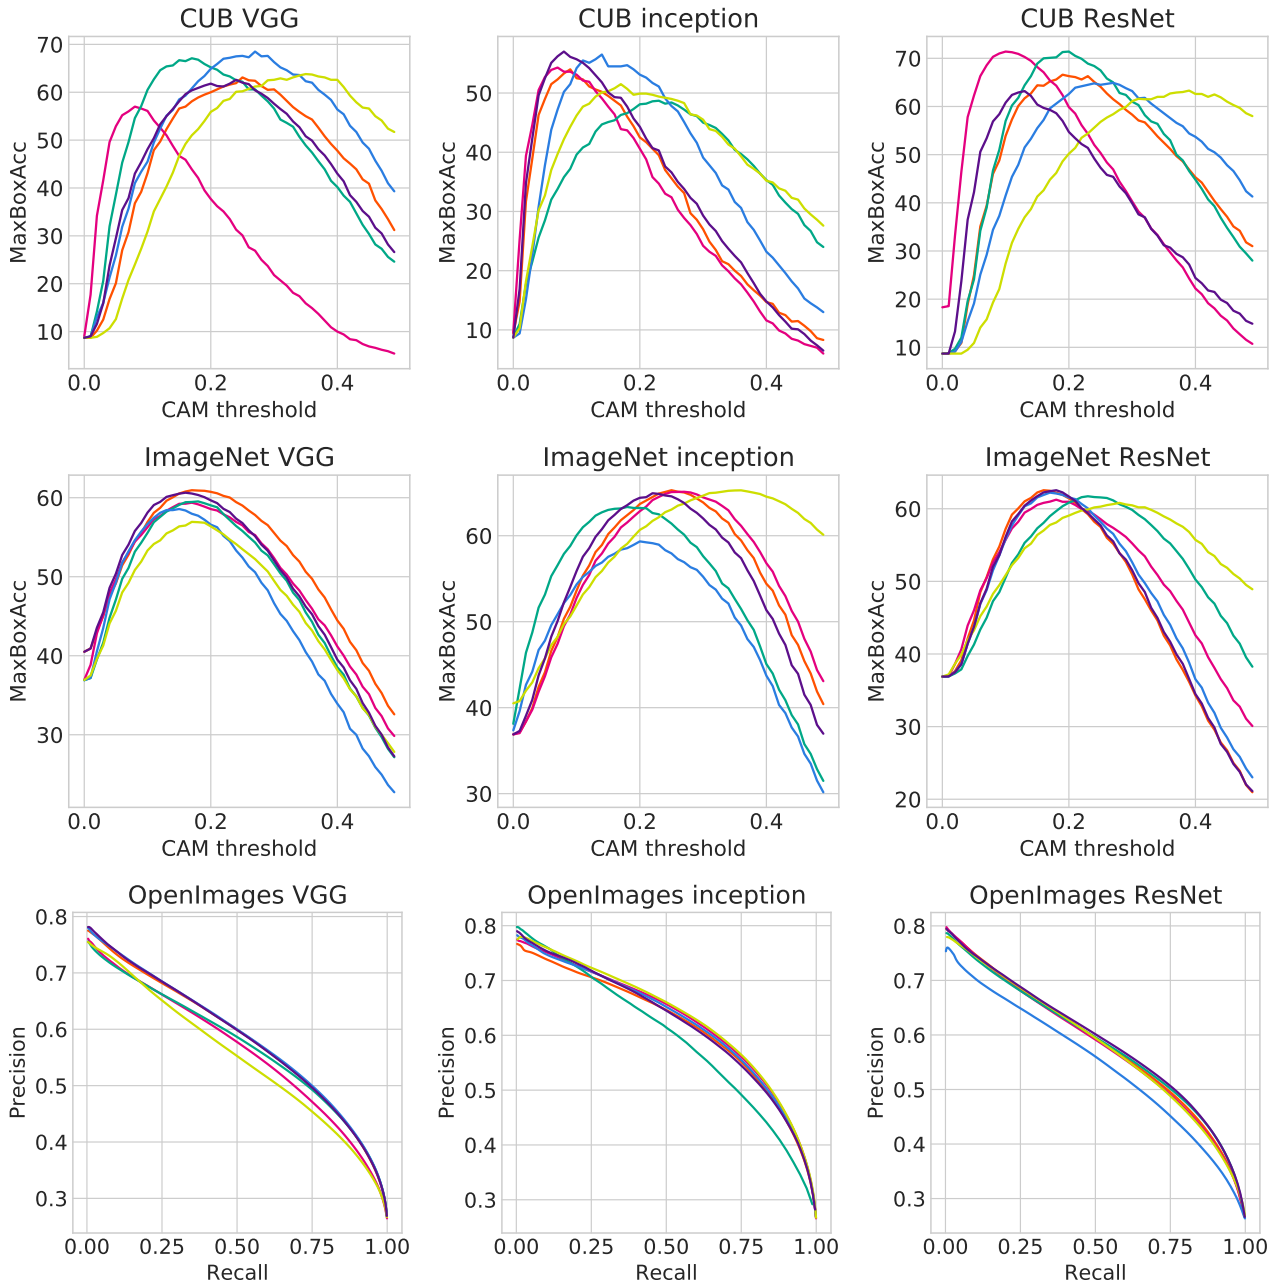 CUB VGG
MaxBoxAcc
70
60
50
40
30
20
10
0.0 0.2 0.4
CAM threshold
CUB inception
MaxBoxAcc
50
40
30
20
10
0.0 0.2 0.4
CAM threshold
CUB ResNet
MaxBoxAcc
70
60
50
40
30
20
10
0.0 0.2 0.4
CAM threshold
ImageNet VGG
MaxBoxAcc
60
50
40
30
0.0 0.2 0.4
CAM threshold
ImageNet inception
MaxBoxAcc
60
50
40
30
0.0 0.2 0.4
CAM threshold
ImageNet ResNet
MaxBoxAcc
60
50
40
30
20
0.0 0.2 0.4
CAM threshold
OpenImages VGG
Precision
0.8
0.7
0.6
0.5
0.4
0.3
0.00 0.25 0.50 0.75 1.00
Recall
OpenImages inception
Precision
0.8
0.7
0.6
0.5
0.4
0.3
0.00 0.25 0.50 0.75 1.00
Recall
OpenImages ResNet
Precision
0.8
0.7
0.6
0.5
0.4
0.3
0.00 0.25 0.50 0.75 1.00
Recall